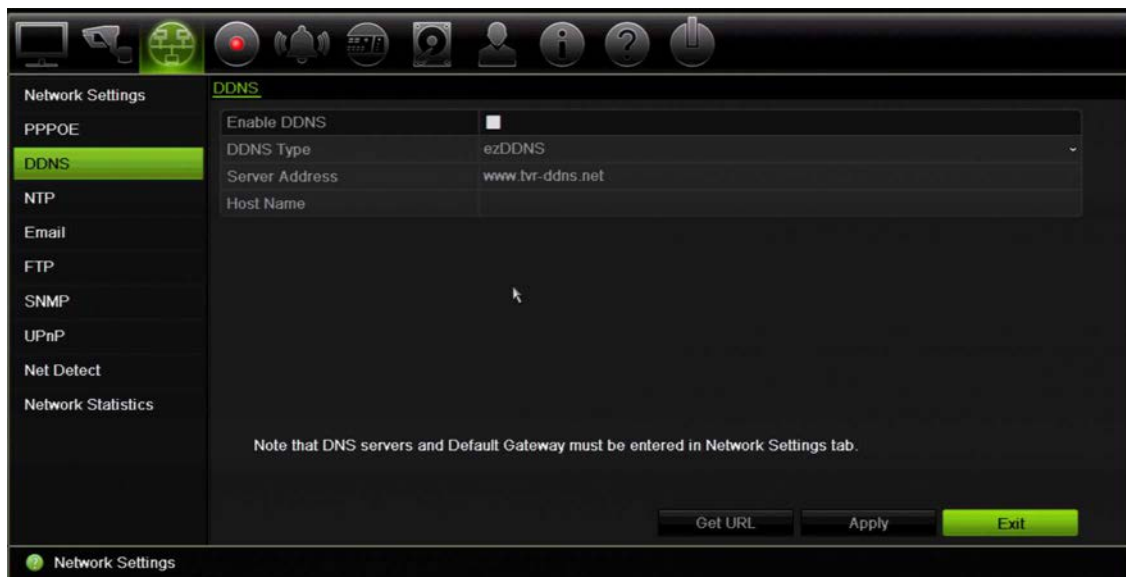 DDNS
Network Settings
PPPOE
DDNS
NTP
Email
FTP
SNMP
UPnP
Net Detect
Network Statistics
Enable DDNS
DDNS Type ezDDNS
Server Address www.tvr-ddns.net
Host Name
Note that DNS servers and Default Gateway must be entered in Network Settings tab.
Get URL Apply Exit
Network Settings